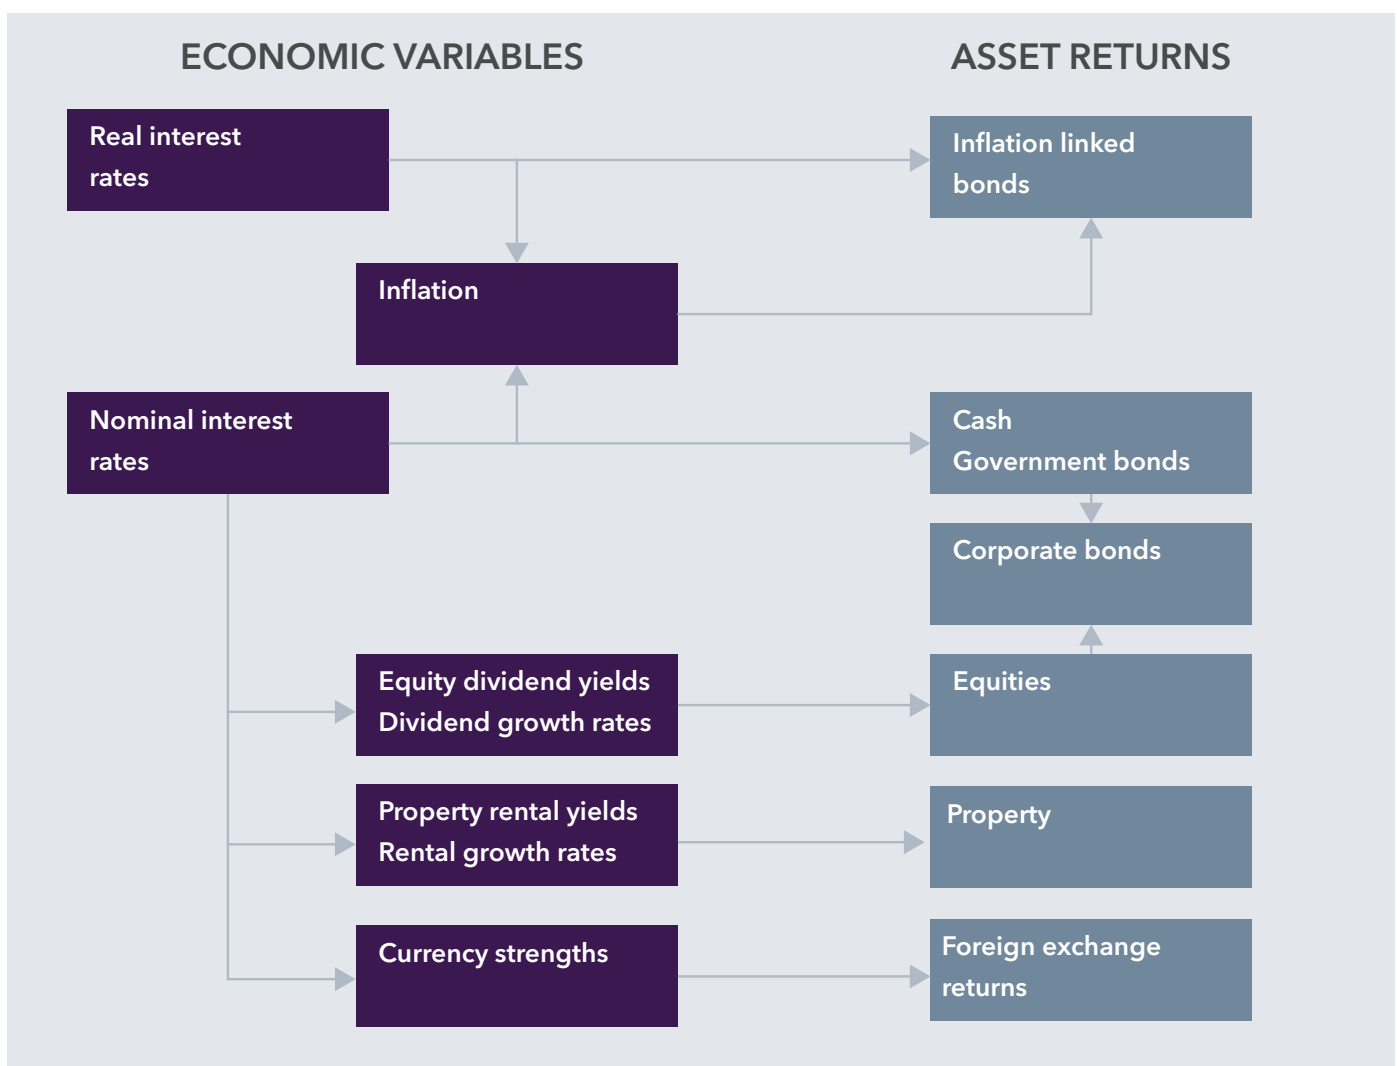 ECONOMIC VARIABLES
ASSET RETURNS
Real interest
rates
Inflation linked
bonds
Inflation
Nominal interest
rates
Cash
Government bonds
Corporate bonds
Equity dividend yields
Dividend growth rates
Equities
Property rental yields
Rental growth rates
Property
Currency strengths
Foreign exchange
returns